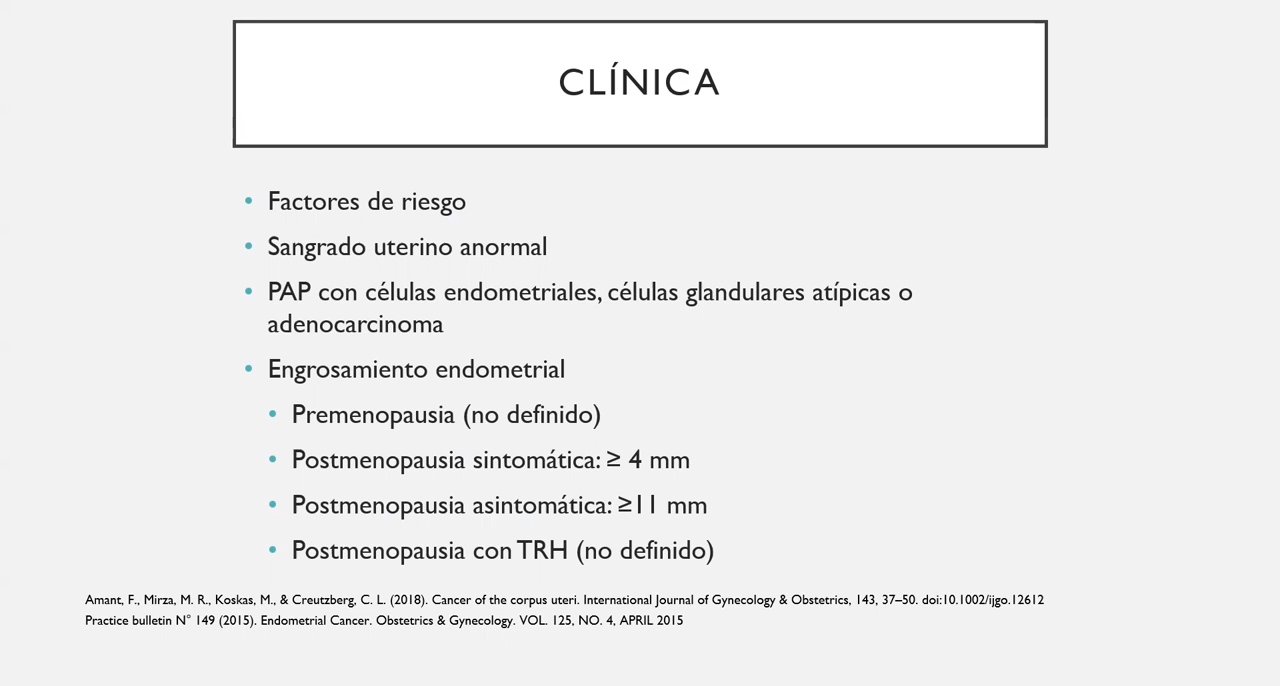 CLÍNICA
• Factores de riesgo
• Sangrado uterino anormal
• PAP con células endometriales, células glandulares atípicas o
adenocarcinoma
• Engrosamiento endometrial
• Premenopausia (no definido)
• Postmenopausia sintomática: ≥ 4 mm
• Postmenopausia asintomática: ≥11 mm
• Postmenopausia con TRH (no definido)
Amant, F., Mirza, M. R., Koskas, M., & Creutzberg, C. L. (2018). Cancer of the corpus uteri. International Journal of Gynecology & Obstetrics, 143, 37–50. doi:10.1002/ijgo.12612
Practice bulletin N° 149 (2015). Endometrial Cancer. Obstetrics & Gynecology. VOL. 125, NO. 4, APRIL 2015